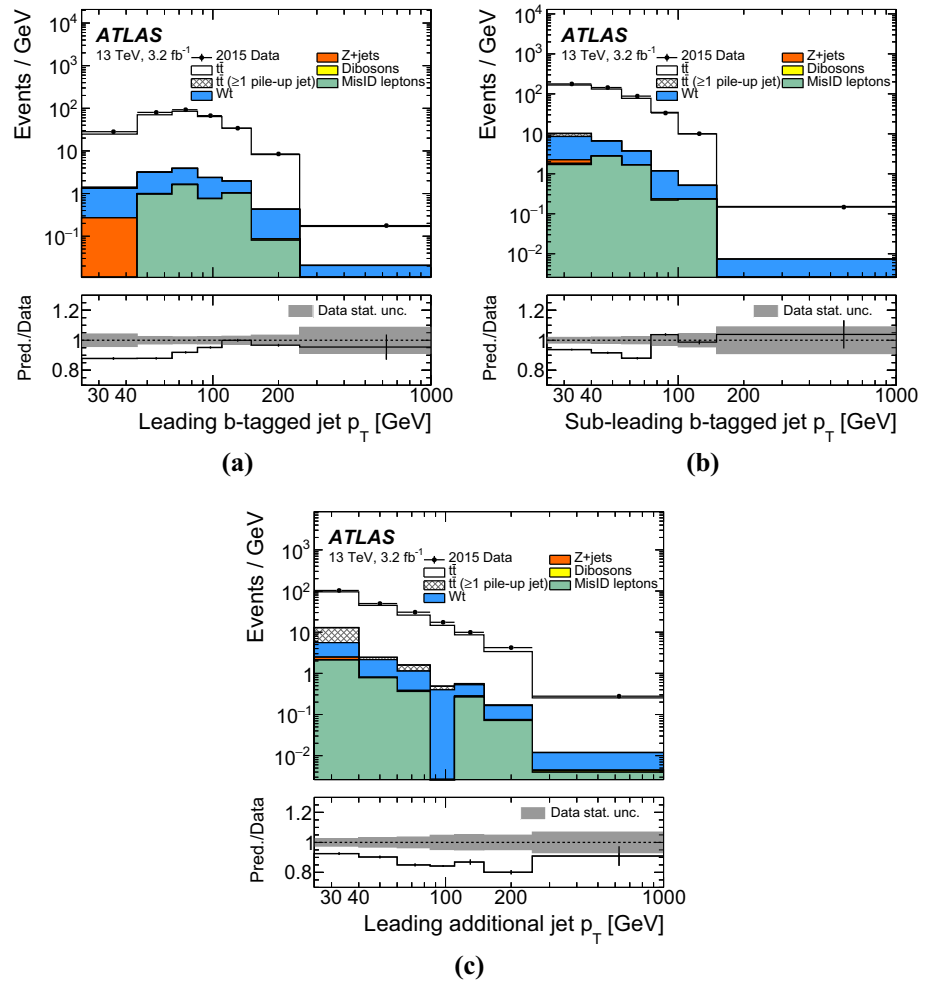 ATLAS
13 TeV, 3.2 fb⁻¹
2015 Data
tt̄
tt̄ (≥1 pile-up jet)
Wt
Z+jets
Dibosons
MisID leptons
Events / GeV
10⁴
10³
10²
10
1
10⁻¹
Pred./Data
1.2
1
0.8
Data stat. unc.
30 40 100 200 1000
Leading b-tagged jet p_T [GeV]
(a)
ATLAS
13 TeV, 3.2 fb⁻¹
2015 Data
tt̄
tt̄ (≥1 pile-up jet)
Wt
Z+jets
Dibosons
MisID leptons
Events / GeV
10⁴
10³
10²
10
1
10⁻¹
10⁻²
Pred./Data
1.2
1
0.8
Data stat. unc.
30 40 100 200 1000
Sub-leading b-tagged jet p_T [GeV]
(b)
ATLAS
13 TeV, 3.2 fb⁻¹
2015 Data
tt̄
tt̄ (≥1 pile-up jet)
Wt
Z+jets
Dibosons
MisID leptons
Events / GeV
10³
10²
10
1
10⁻¹
10⁻²
Pred./Data
1.2
1
0.8
Data stat. unc.
30 40 100 200 1000
Leading additional jet p_T [GeV]
(c)